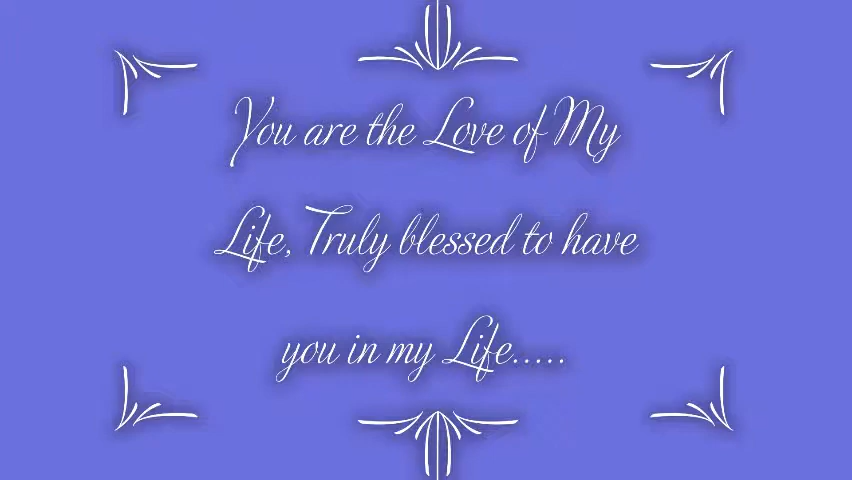 You are the Love of My
Life, Truly blessed to have
you in my Life.....